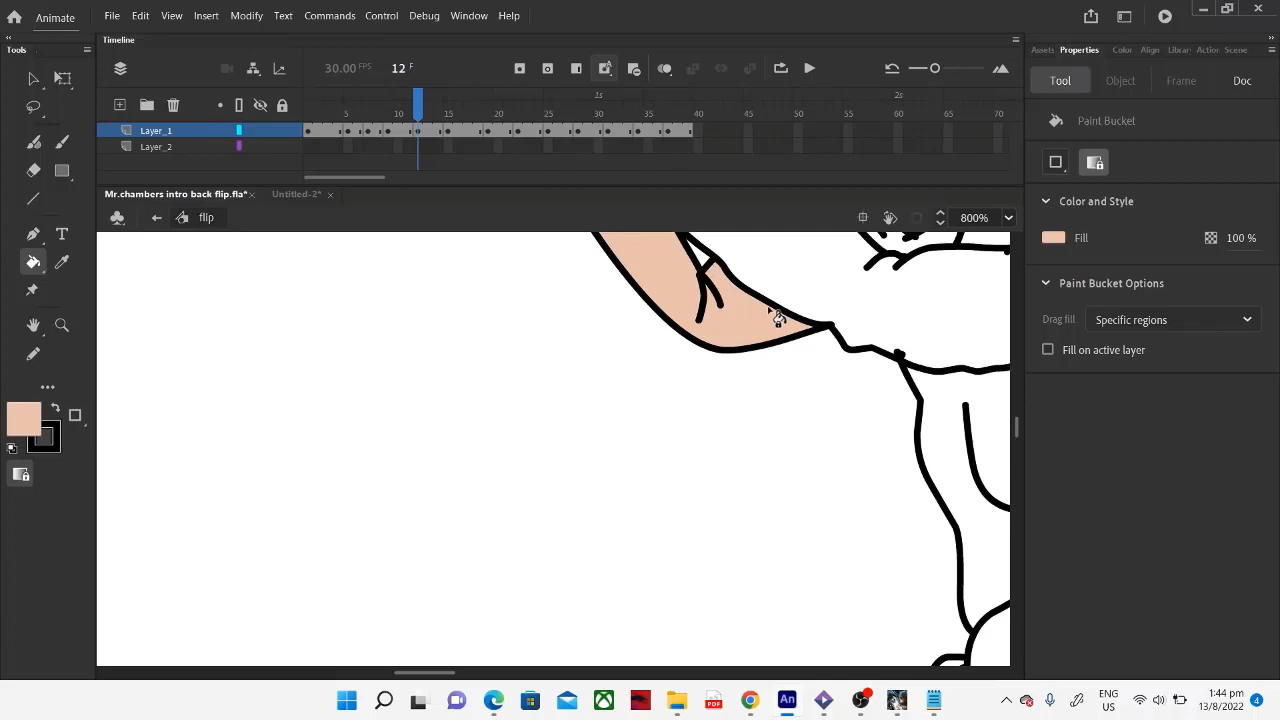 Animate
File Edit View Insert Modify Text Commands Control Debug Window Help
Tools
Timeline
Assets Properties Color Align Library Action Scene
30.00 FPS 12 F
Tool Object Frame Doc
1s 2s
5 10 15 20 25 30 35 40 45 50 55 60 65 70
Paint Bucket
Layer_1
Layer_2
Mr.chambers intro back flip.fla*
Untitled-2*
Color and Style
flip
800%
Fill
100 %
Paint Bucket Options
Drag fill
Specific regions
Fill on active layer
PDF
An
ENG
US
1:44 pm
13/8/2022
4